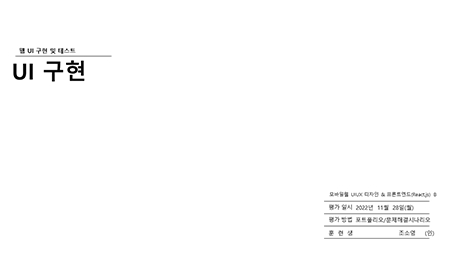 웹 UI 구현 및 테스트
UI 구현
모바일웹 UIUX 디자인 & 프론트엔드(React.js) B
평가 일시 2022년 11월 28일(월)
평가 방법 포트폴리오/문제해결시나리오
훈 련 생 조소영 (인)